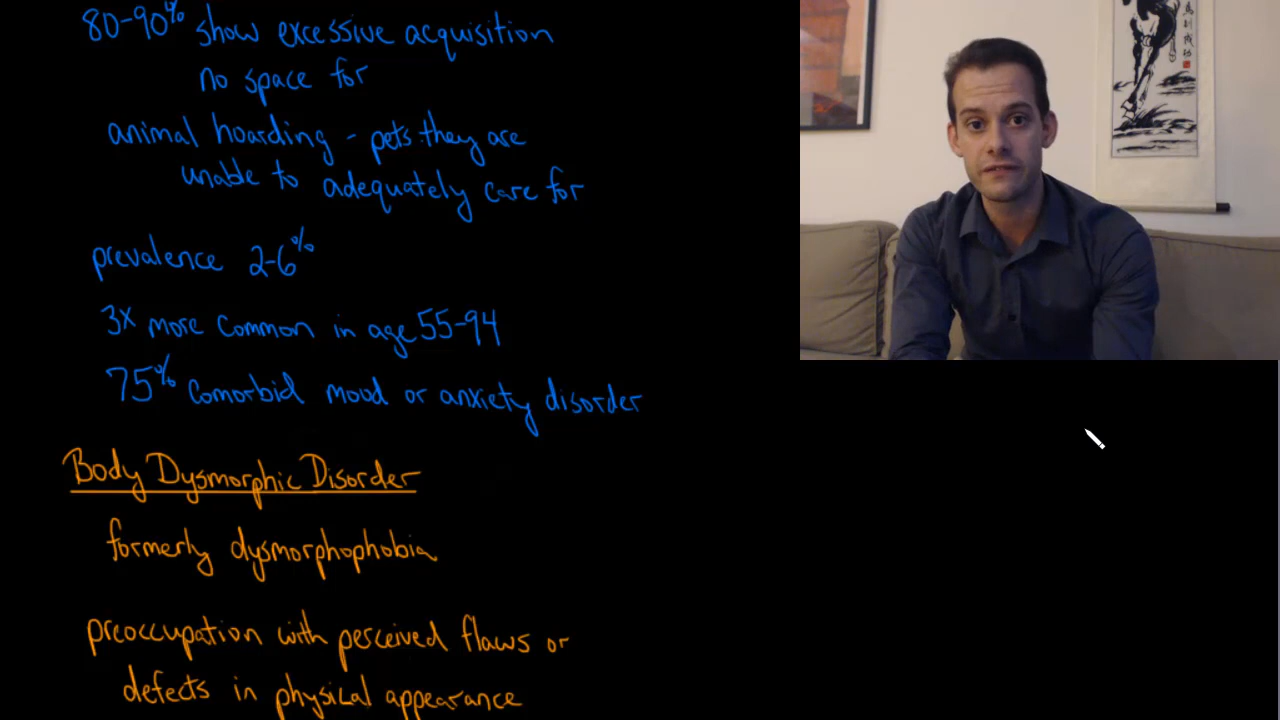 80-90% show excessive acquisition
no space for
animal hoarding - pets they are
unable to adequately care for
prevalence 2-6%
3x more common in age 55-94
75% comorbid mood or anxiety disorder
Body Dysmorphic Disorder
formerly dysmorphophobia
preoccupation with perceived flaws or
defects in physical appearance